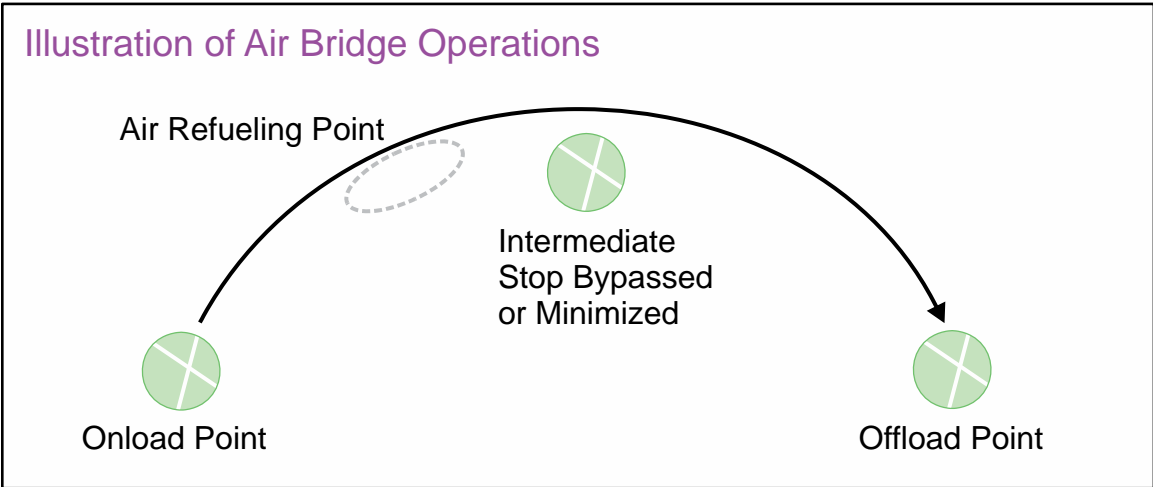 Illustration of Air Bridge Operations
Air Refueling Point
Intermediate
Stop Bypassed
or Minimized
Onload Point
Offload Point